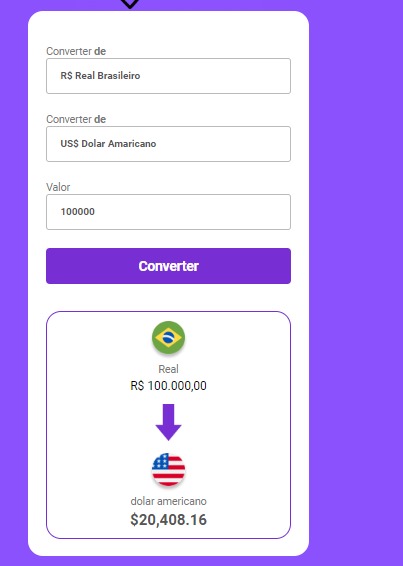 Converter de
R$ Real Brasileiro
Converter de
US$ Dolar Amaricano
Valor
100000
Converter
Real
R$ 100.000,00
dolar americano
$20,408.16